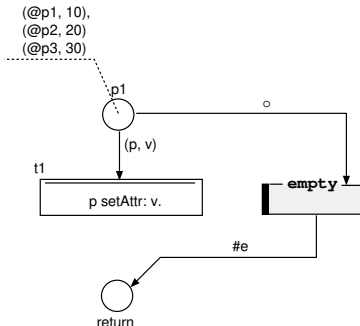 (@p1, 10),
(@p2, 20)
(@p3, 30)
p1
(p, v)
t1
p setAttr: v.
empty
#e
return